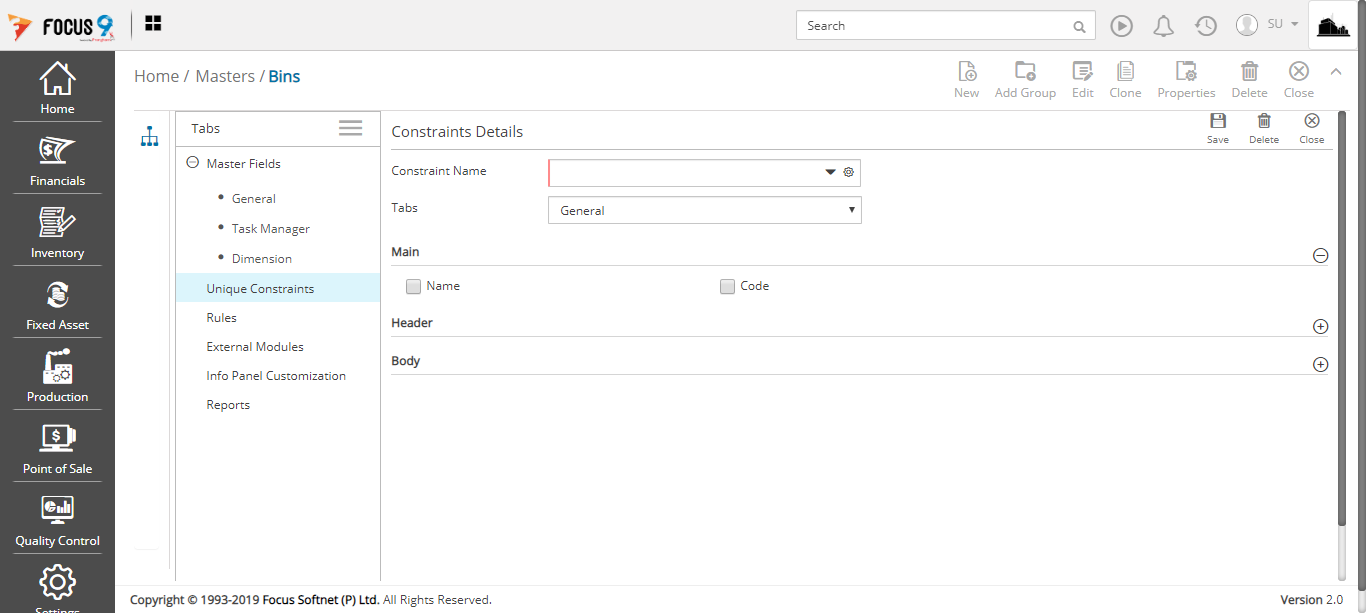 FOCUS 9
Search
SU
Home / Masters / Bins
New
Add Group
Edit
Clone
Properties
Delete
Close
Home
Financials
Inventory
Fixed Asset
Production
Point of Sale
Quality Control
Settings
Tabs
Master Fields
General
Task Manager
Dimension
Unique Constraints
Rules
External Modules
Info Panel Customization
Reports
Constraints Details
Save
Delete
Close
Constraint Name
Tabs
General
Main
Name
Code
Header
Body
Copyright © 1993-2019 Focus Softnet (P) Ltd. All Rights Reserved.
Version 2.0